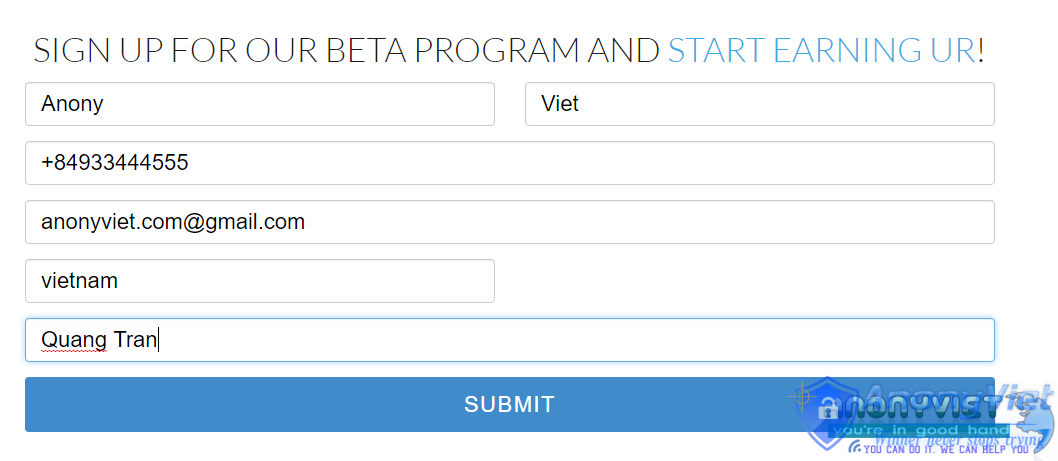 SIGN UP FOR OUR BETA PROGRAM AND START EARNING UR!
Anony Viet
+84933444555
anonyviet.com@gmail.com
vietnam
Quang Tran
SUBMIT
AnonyViet
ANONYVIET
you're in good hand
Winner never stops trying
YOU CAN DO IT. WE CAN HELP YOU